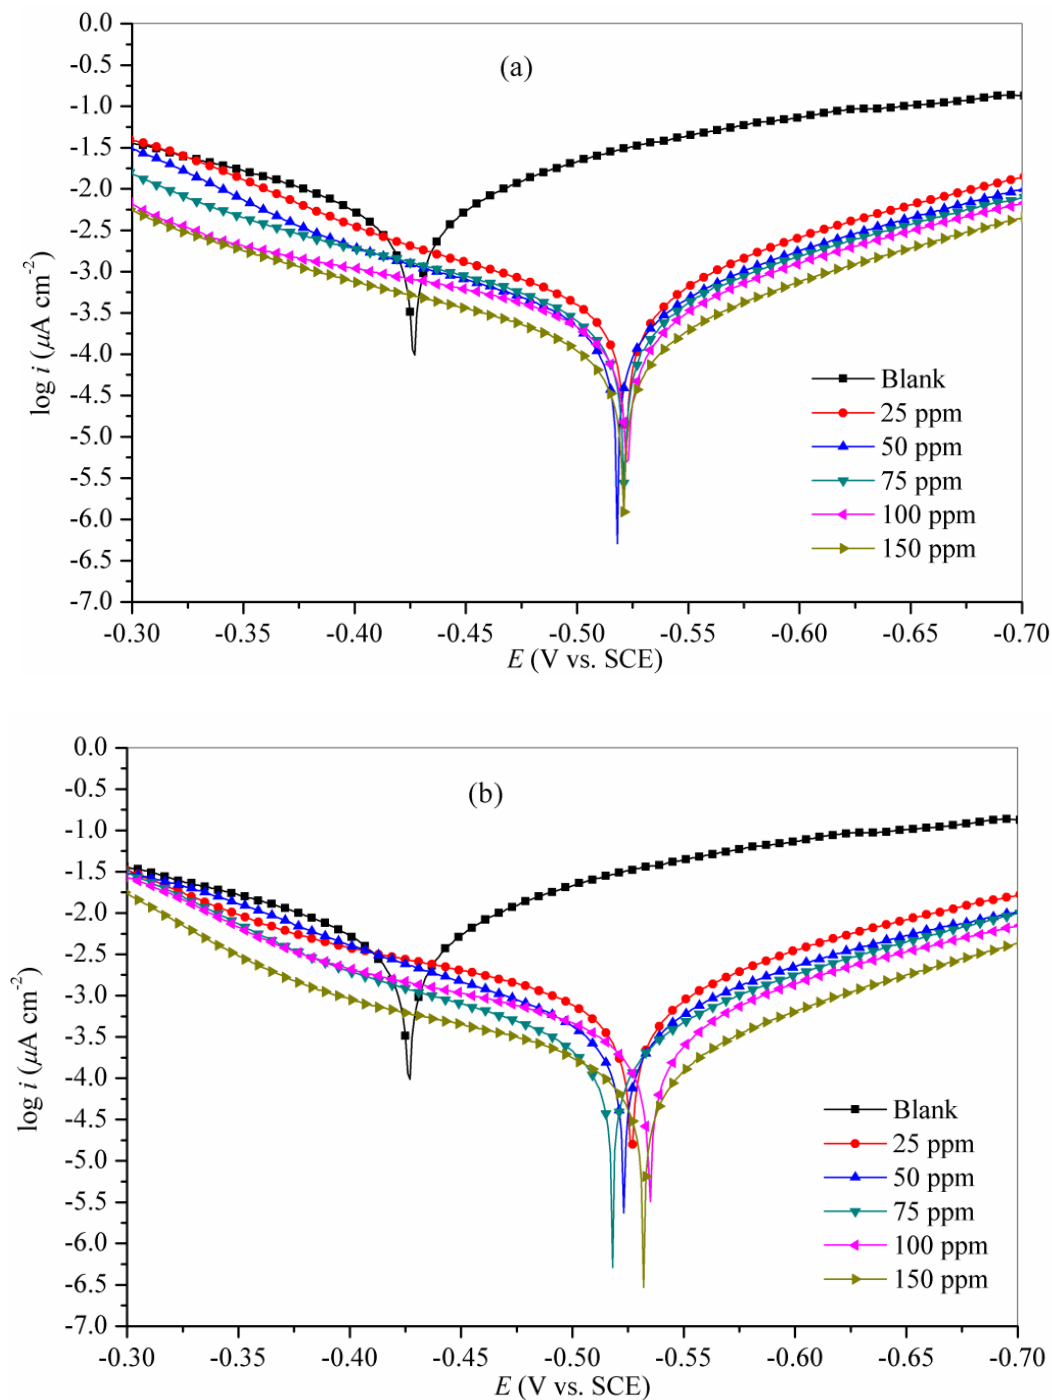 (a)
0.0
-0.5
-1.0
-1.5
-2.0
-2.5
-3.0
-3.5
-4.0
-4.5
-5.0
-5.5
-6.0
-6.5
-7.0
log i (μA cm⁻²)
Blank
25 ppm
50 ppm
75 ppm
100 ppm
150 ppm
-0.30 -0.35 -0.40 -0.45 -0.50 -0.55 -0.60 -0.65 -0.70
E (V vs. SCE)
(b)
0.0
-0.5
-1.0
-1.5
-2.0
-2.5
-3.0
-3.5
-4.0
-4.5
-5.0
-5.5
-6.0
-6.5
-7.0
log i (μA cm⁻²)
Blank
25 ppm
50 ppm
75 ppm
100 ppm
150 ppm
-0.30 -0.35 -0.40 -0.45 -0.50 -0.55 -0.60 -0.65 -0.70
E (V vs. SCE)